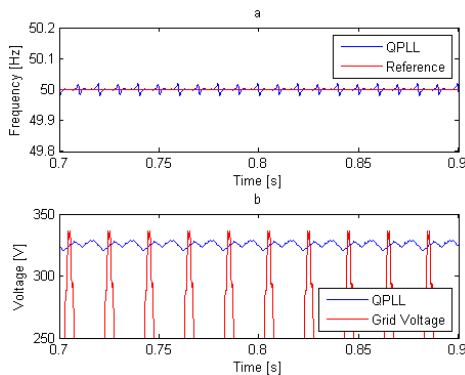 a
50.2
50.1
50
49.9
49.8
Frequency [Hz]
QPLL
Reference
0.7
0.75
0.8
0.85
0.9
Time [s]
b
350
300
250
Voltage [V]
QPLL
Grid Voltage
0.7
0.75
0.8
0.85
0.9
Time [s]